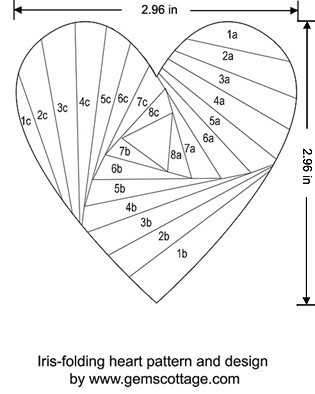 2.96 in
1a
2a
3a
4a
5a
6a
7a
8a
1c
2c
3c
4c
5c
6c
7c
8c
7b
6b
5b
4b
3b
2b
1b
2.96 in
Iris-folding heart pattern and design
by www.gemscottage.com